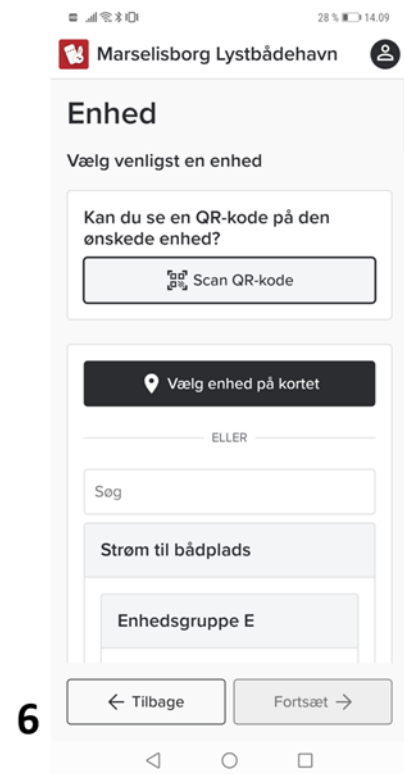 28 % 14.09
Marselisborg Lystbådehavn
Enhed
Vælg venligst en enhed
Kan du se en QR-kode på den
ønskede enhed?
Scan QR-kode
Vælg enhed på kortet
ELLER
Søg
Strøm til bådplads
Enhedsgruppe E
← Tilbage
Fortsæt →
6